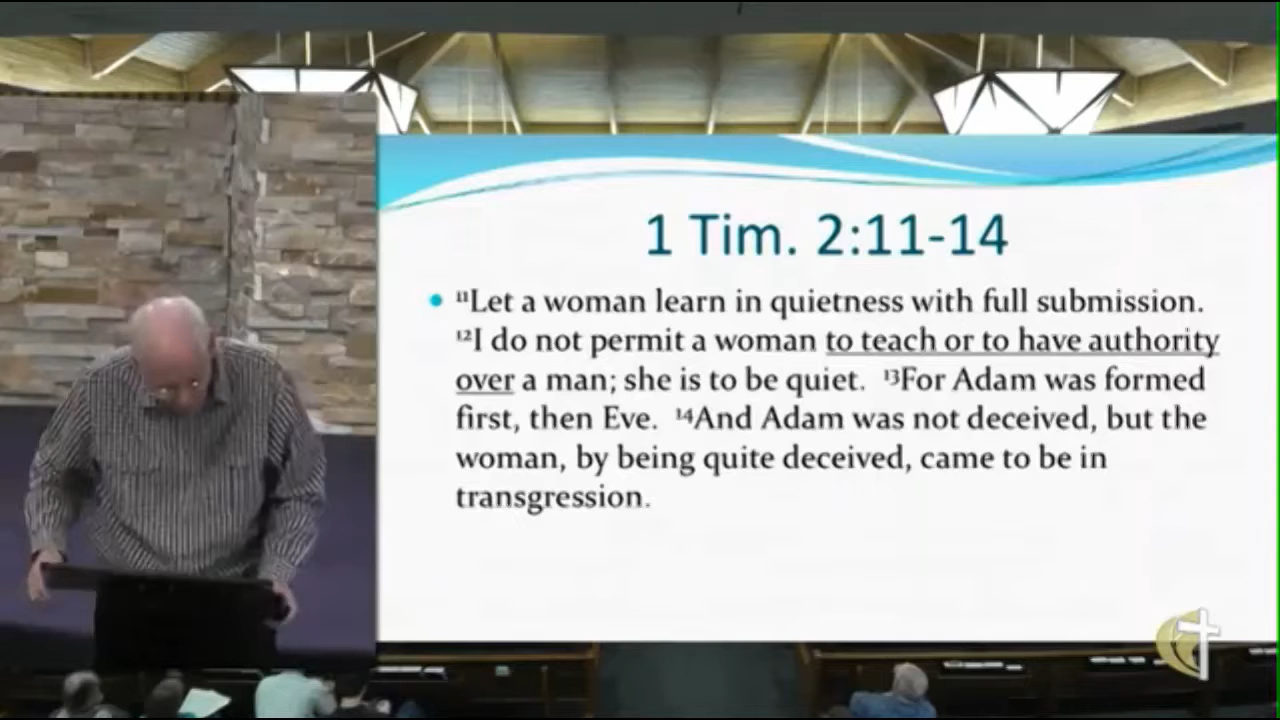 1 Tim. 2:11-14
• ¹¹Let a woman learn in quietness with full submission.
¹²I do not permit a woman to teach or to have authority
over a man; she is to be quiet. ¹³For Adam was formed
first, then Eve. ¹⁴And Adam was not deceived, but the
woman, by being quite deceived, came to be in
transgression.